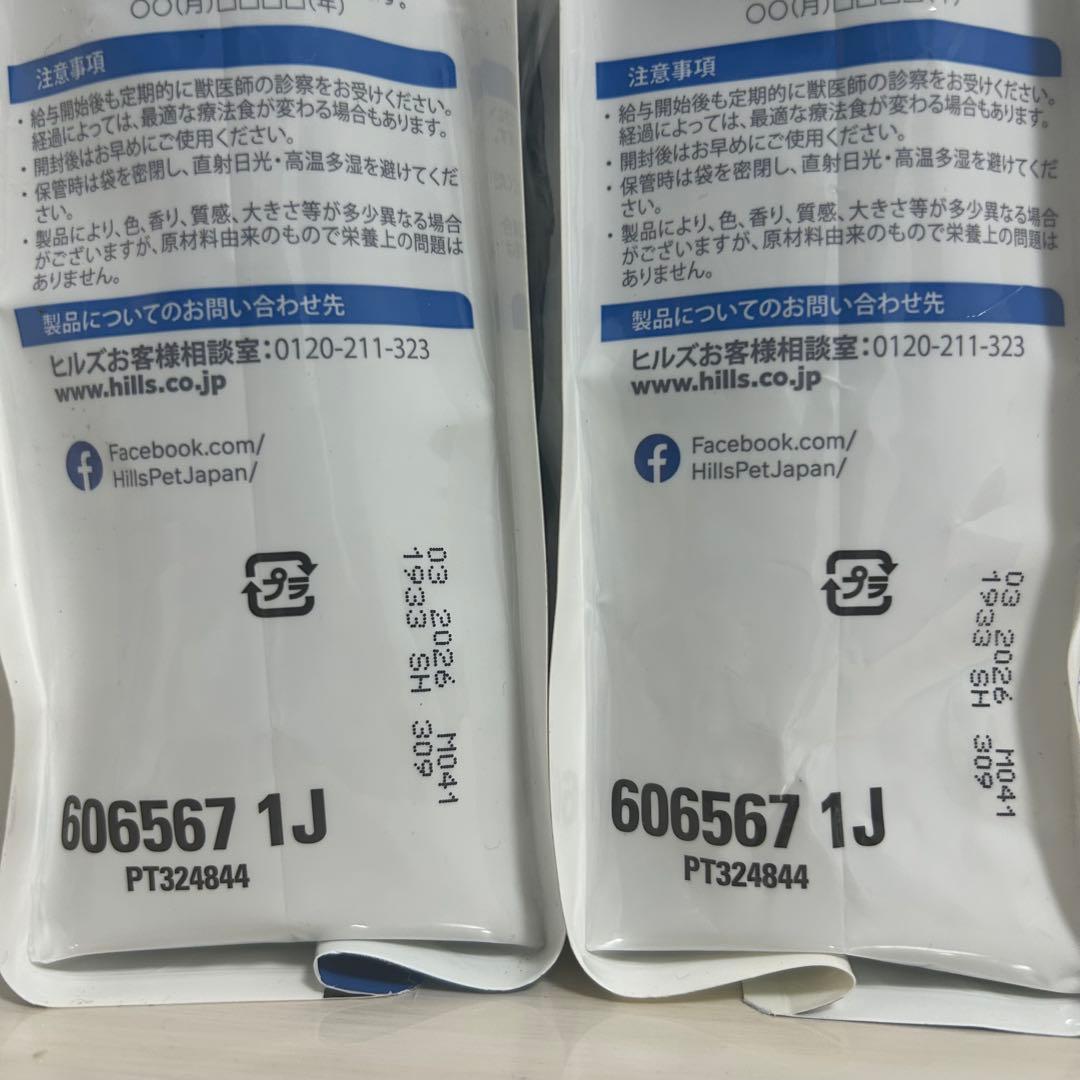 ○○(月)□□□□(年)
注意事項
・給与開始後も定期的に獣医師の診察をお受けください。
経過によっては、最適な療法食が変わる場合もあります。
・開封後はお早めにご使用ください。
・保管時は袋を密閉し、直射日光・高温多湿を避けてくだ
さい。
・製品により、色、香り、質感、大きさ等が多少異なる場合
がございますが、原材料由来のもので栄養上の問題は
ありません。
製品についてのお問い合わせ先
ヒルズお客様相談室：0120-211-323
www.hills.co.jp
Facebook.com/
HillsPetJapan/
プラ
03 2026 M041
1933 SH 309
606567 1J
PT324844
○○(月)□□□□(年)
注意事項
・給与開始後も定期的に獣医師の診察をお受けください。
経過によっては、最適な療法食が変わる場合もあります。
・開封後はお早めにご使用ください。
・保管時は袋を密閉し、直射日光・高温多湿を避けてくだ
さい。
・製品により、色、香り、質感、大きさ等が多少異なる場合
がございますが、原材料由来のもので栄養上の問題は
ありません。
製品についてのお問い合わせ先
ヒルズお客様相談室：0120-211-323
www.hills.co.jp
Facebook.com/
HillsPetJapan/
プラ
03 2026 M041
1933 SH 309
606567 1J
PT324844